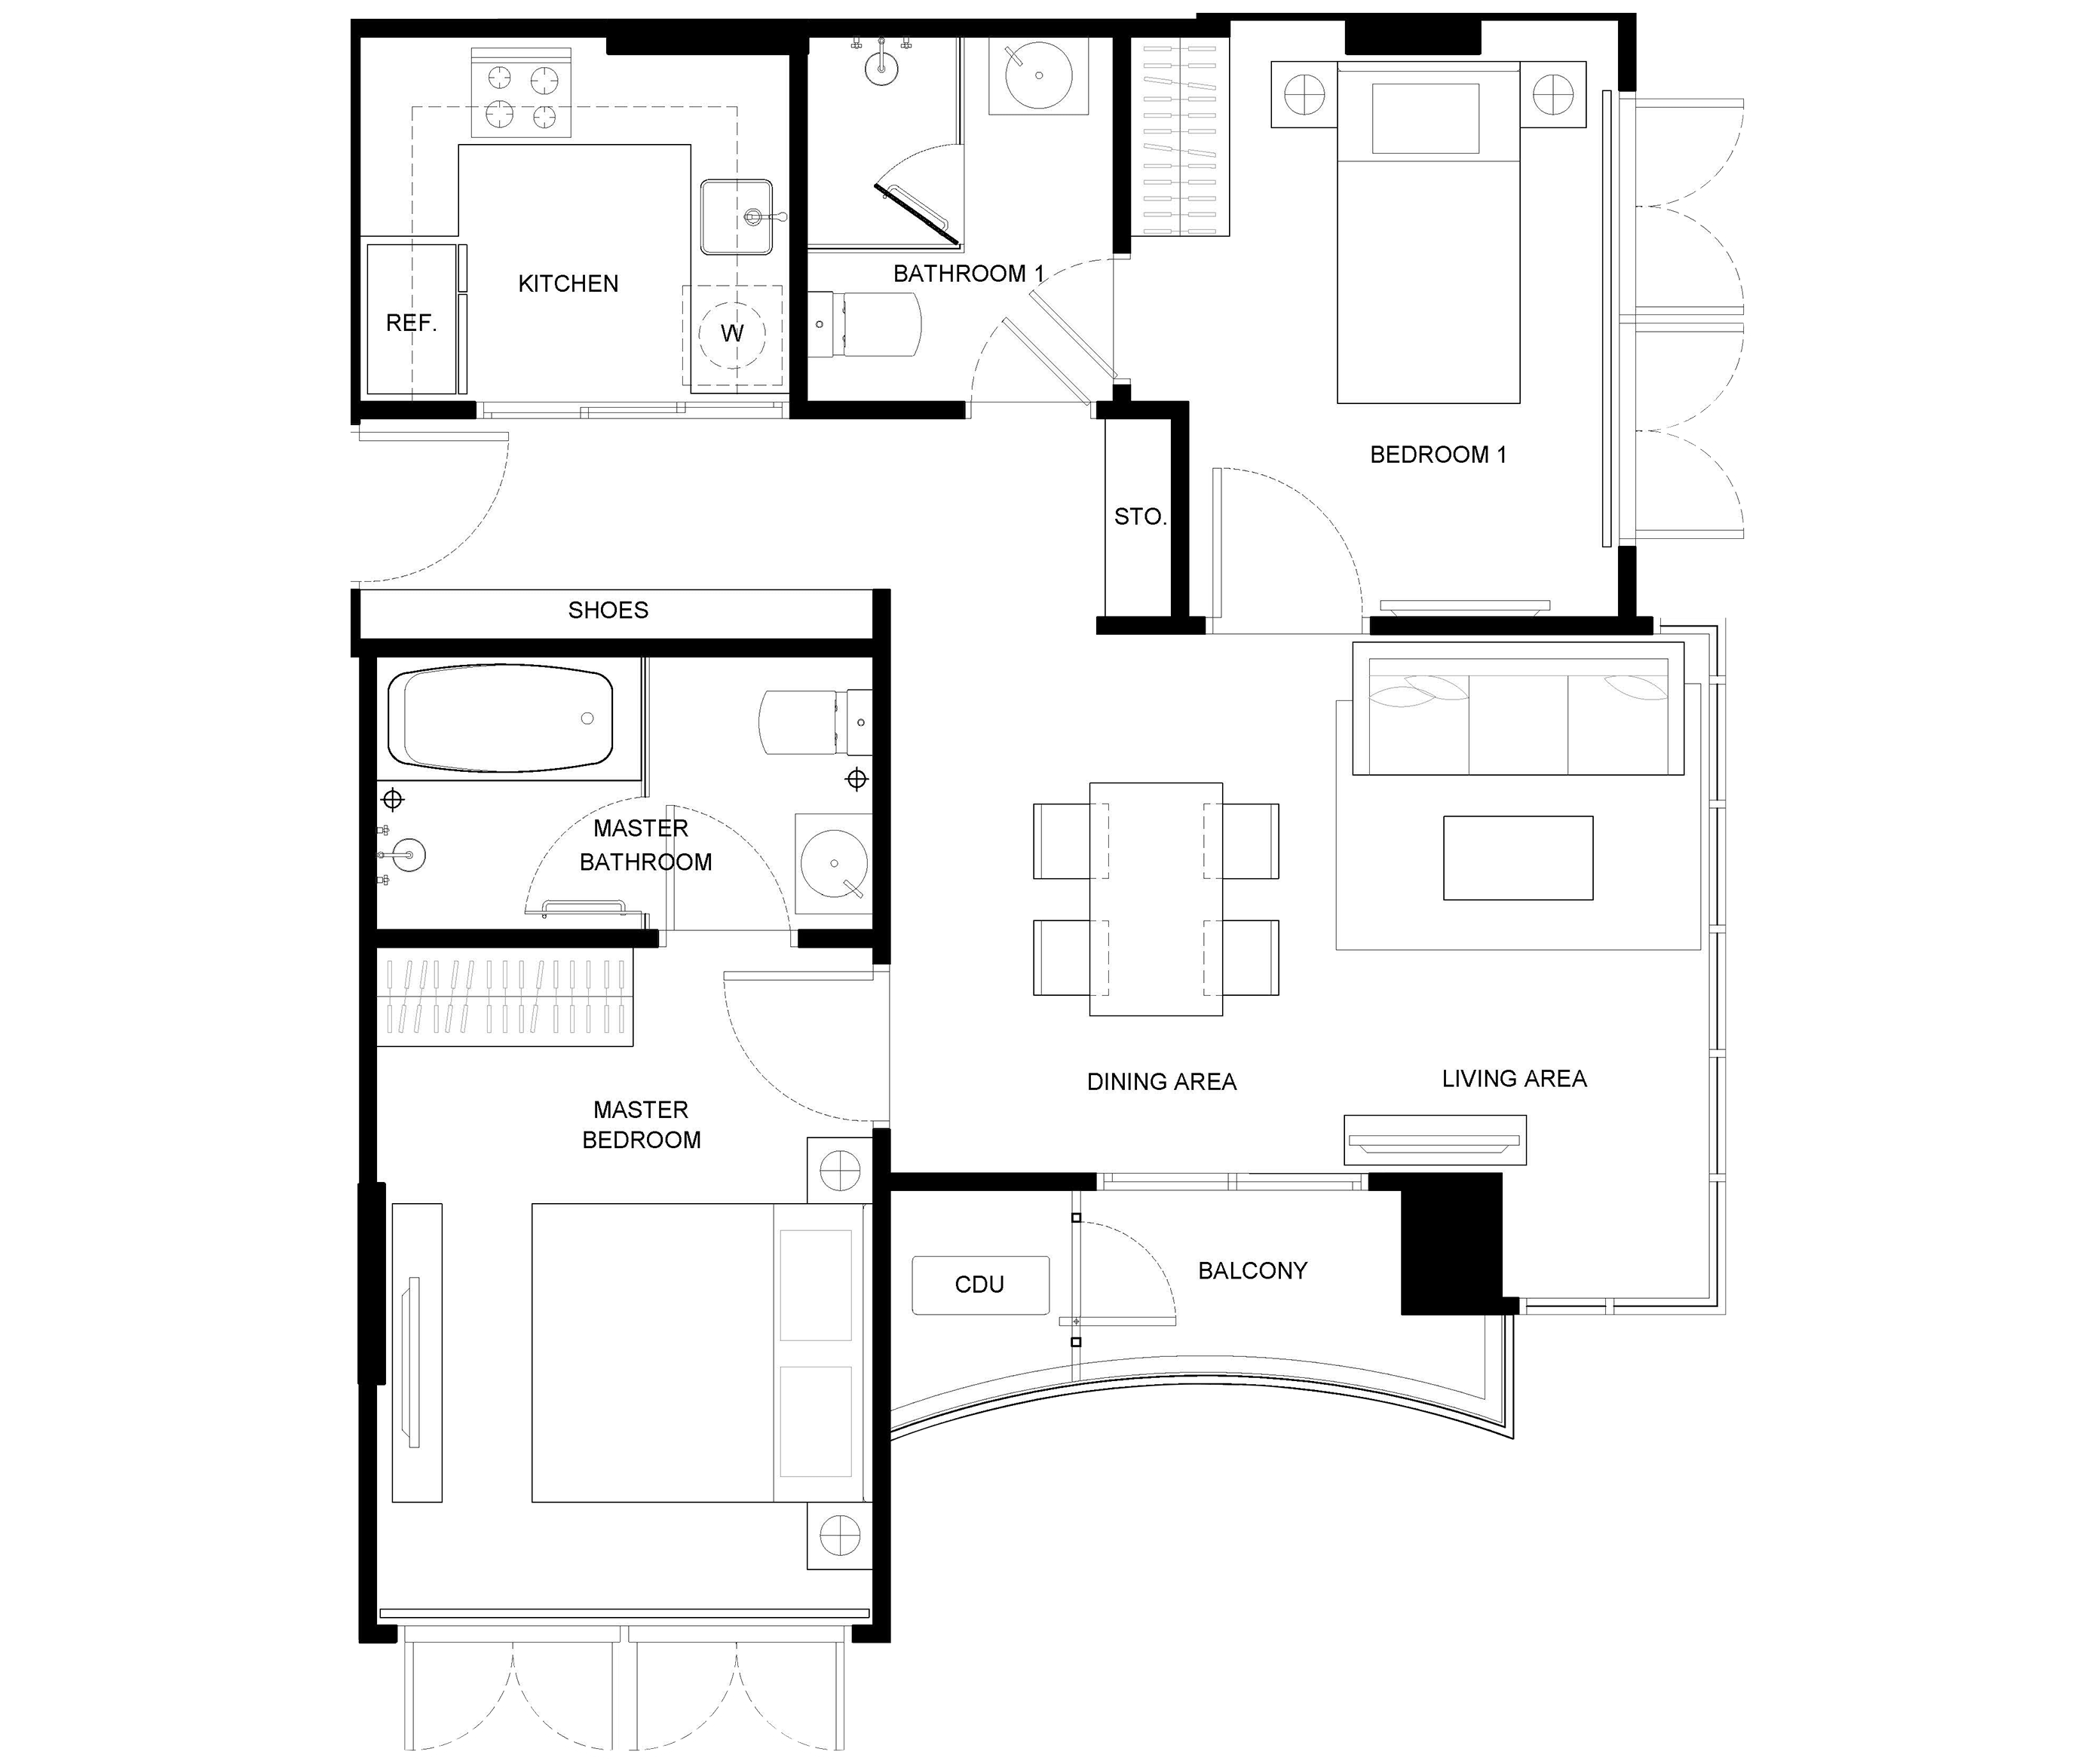 KITCHEN
BATHROOM 1
REF.
W
BEDROOM 1
STO.
SHOES
MASTER
BATHROOM
DINING AREA
LIVING AREA
MASTER
BEDROOM
CDU
BALCONY